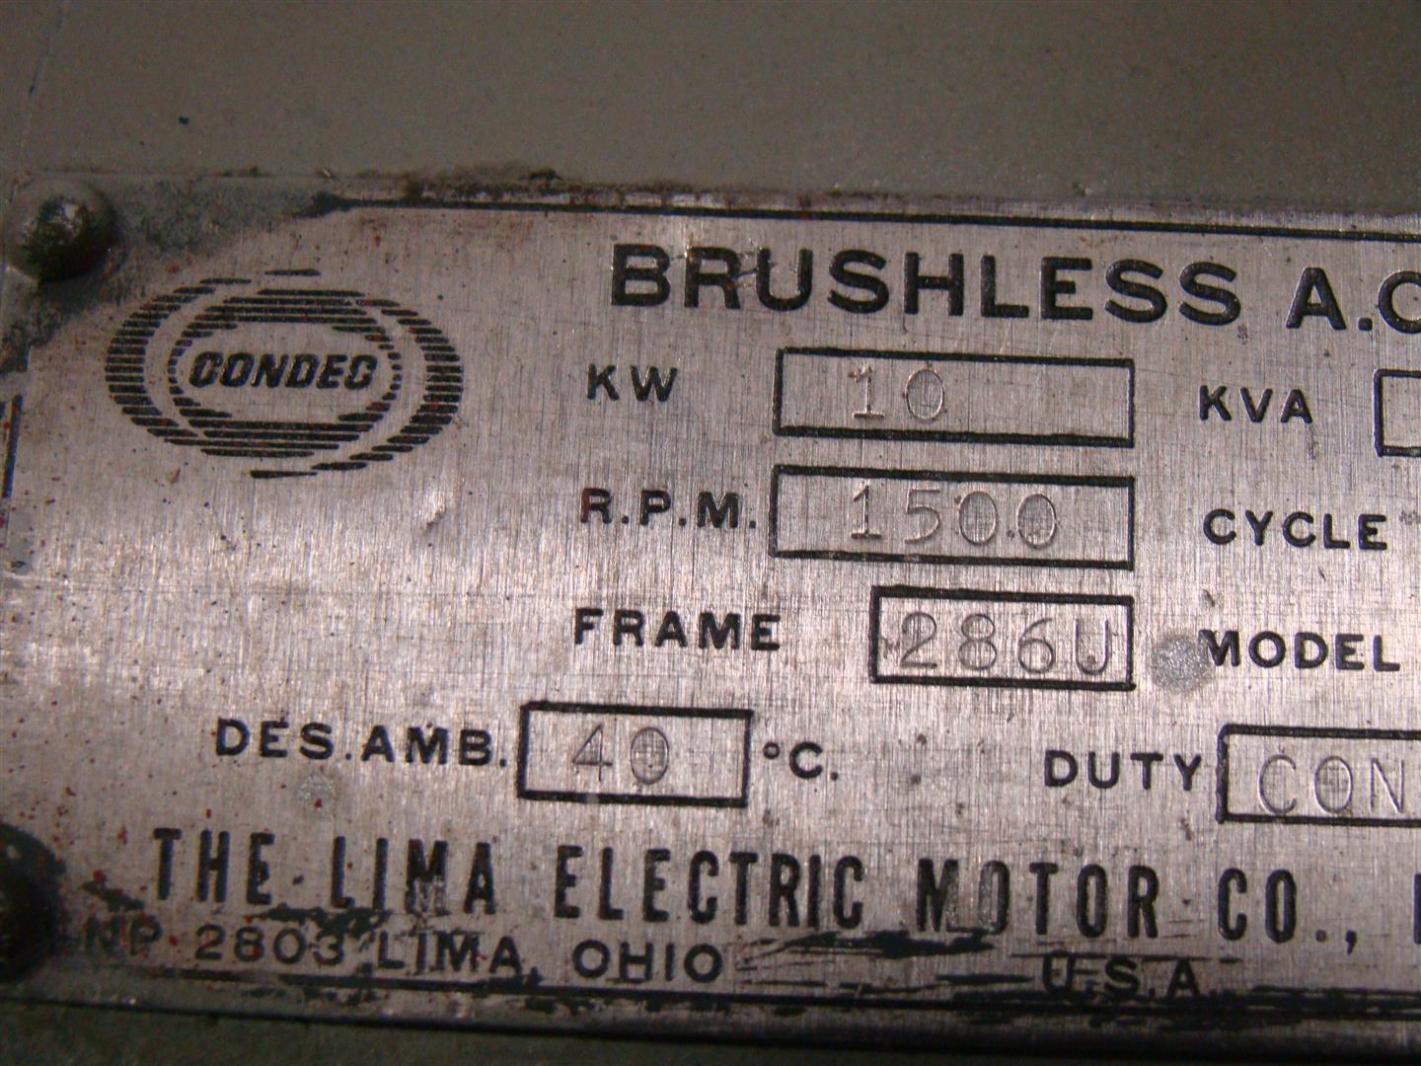 BRUSHLESS A.C
CONDEC
KW 10 KVA
R.P.M. 1500 CYCLE
FRAME 286U MODEL
DES.AMB. 40 °C. DUTY CON
THE LIMA ELECTRIC MOTOR CO.,
NP 2803 LIMA, OHIO U.S.A.